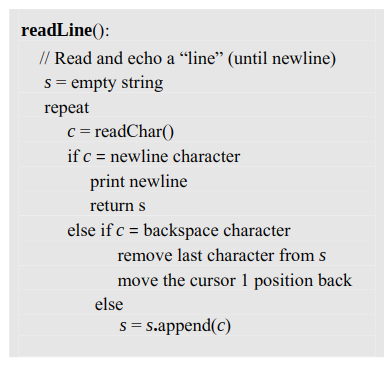 readLine():
// Read and echo a “line” (until newline)
s = empty string
repeat
c = readChar()
if c = newline character
print newline
return s
else if c = backspace character
remove last character from s
move the cursor 1 position back
else
s = s.append(c)